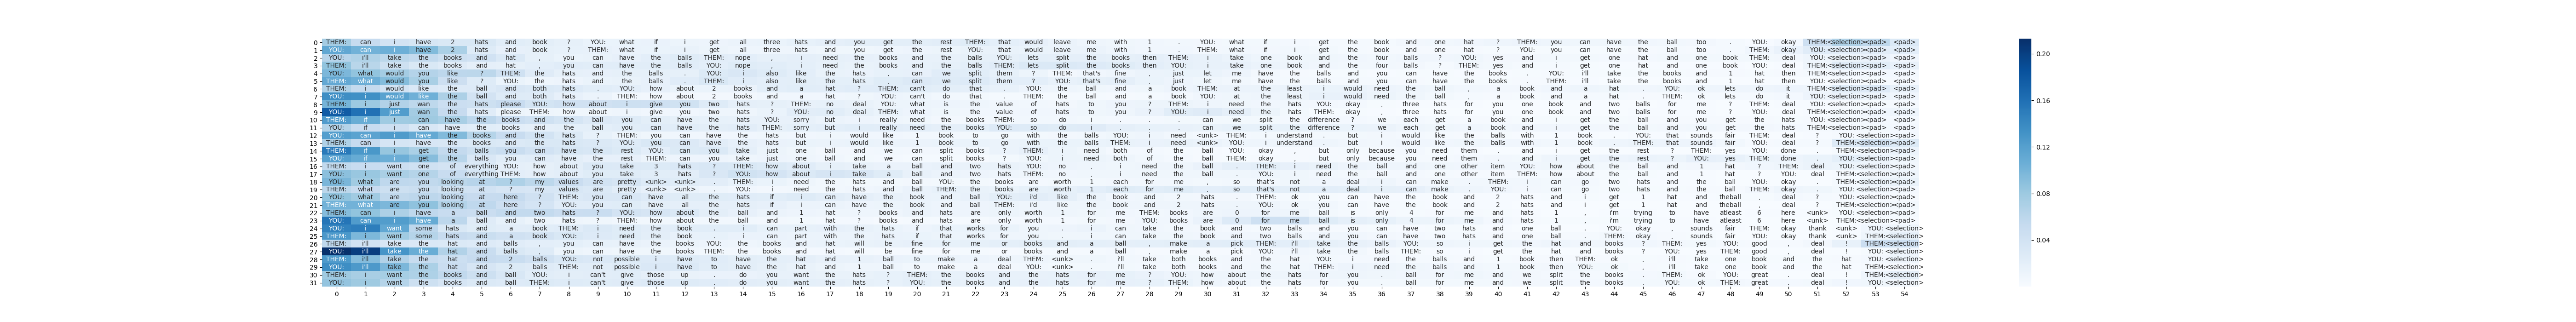 0 THEM: can i have 2 hats and book ? YOU: what if i get all three hats and you get the rest THEM: that would leave me with 1 . YOU: what if i get the book and one hat ? THEM: you can have the ball too . YOU: okay THEM: <selection> <pad> <pad> 0.20
1 YOU: can i have 2 hats and book ? THEM: what if i get all three hats and you get the rest YOU: that would leave me with 1 . THEM: what if i get the book and one hat ? YOU: you can have the ball too . THEM: okay YOU: <selection> <pad> <pad>
2 YOU: i'll take the books and hat , you can have the balls THEM: nope , i need the books and the balls YOU: lets split the books then THEM: i take one book and the four balls ? YOU: yes and i get one hat and one book THEM: deal YOU: <selection> <pad> <pad>
3 THEM: i'll take the books and hat , you can have the balls YOU: nope , i need the books and the balls THEM: lets split the books then YOU: i take one book and the four balls ? THEM: yes and i get one hat and one book YOU: deal THEM: <selection> <pad> <pad>
4 YOU: what would you like ? THEM: the hats and the balls . YOU: i also like the hats , can we split them ? THEM: that's fine , just let me have the balls and you can have the books . YOU: i'll take the books and 1 hat then THEM: <selection> <pad> <pad>
5 THEM: what would you like ? YOU: the hats and the balls . THEM: i also like the hats , can we split them ? YOU: that's fine , just let me have the balls and you can have the books . THEM: i'll take the books and 1 hat then YOU: <selection> <pad> <pad>
6 THEM: i would like the ball and both hats . YOU: how about 2 books and a hat ? THEM: can't do that . YOU: the ball and a book THEM: at the least i would need the ball , a book and a hat . YOU: ok lets do it THEM: <selection> <pad> <pad> 0.16
7 YOU: i would like the ball and both hats . THEM: how about 2 books and a hat ? YOU: can't do that . THEM: the ball and a book YOU: at the least i would need the ball , a book and a hat . THEM: ok lets do it YOU: <selection> <pad> <pad>
8 THEM: i just wan the hats please YOU: how about i give you two hats ? THEM: no deal YOU: what is the value of hats to you ? THEM: i need the hats YOU: okay , three hats for you one book and two balls for me ? THEM: deal YOU: <selection> <pad> <pad>
9 YOU: i just wan the hats please THEM: how about i give you two hats ? YOU: no deal THEM: what is the value of hats to you ? YOU: i need the hats THEM: okay , three hats for you one book and two balls for me ? YOU: deal THEM: <selection> <pad> <pad>
10 THEM: if i can have the books and the ball you can have the hats YOU: sorry but i really need the books THEM: so do i . . . can we split the difference ? we each get a book and i get the ball and you get the hats YOU: <selection> <pad> <pad>
11 YOU: if i can have the books and the ball you can have the hats THEM: sorry but i really need the books YOU: so do i . . . can we split the difference ? we each get a book and i get the ball and you get the hats THEM: <selection> <pad> <pad>
12 YOU: can i have the books and the hats ? THEM: you can have the hats but i would like 1 book to go with the balls YOU: i need <unk> THEM: i understand . but i would like the balls with 1 book . YOU: that sounds fair THEM: deal ? YOU: <selection> <pad> 0.12
13 THEM: can i have the books and the hats ? YOU: you can have the hats but i would like 1 book to go with the balls THEM: i need <unk> YOU: i understand . but i would like the balls with 1 book . THEM: that sounds fair YOU: deal ? THEM: <selection> <pad>
14 THEM: if i get the balls you can have the rest YOU: can you take just one ball and we can split books ? THEM: i need both of the ball YOU: okay , but only because you need them . and i get the rest ? THEM: yes YOU: done . THEM: <selection> <pad>
15 YOU: if i get the balls you can have the rest THEM: can you take just one ball and we can split books ? YOU: i need both of the ball THEM: okay , but only because you need them . and i get the rest ? YOU: yes THEM: done . YOU: <selection> <pad>
16 THEM: i want one of everything YOU: how about you take 3 hats ? THEM: how about i take a ball and two hats YOU: no , i need the ball . THEM: i need the ball and one other item YOU: how about the ball and 1 hat ? THEM: deal . YOU: <selection> <pad>
17 YOU: i want one of everything THEM: how about you take 3 hats ? YOU: how about i take a ball and two hats THEM: no , i need the ball . YOU: i need the ball and one other item THEM: how about the ball and 1 hat ? YOU: deal . THEM: <selection> <pad>
18 YOU: what are you looking at ? my values are pretty <unk> <unk> . THEM: i need the hats and ball YOU: the books are worth 1 each for me , so that's not a deal i can make . THEM: i can go two hats and the ball . YOU: ok . THEM: <selection> <pad> 0.08
19 THEM: what are you looking at ? my values are pretty <unk> <unk> . YOU: i need the hats and ball THEM: the books are worth 1 each for me , so that's not a deal i can make . YOU: i can go two hats and the ball . THEM: ok . YOU: <selection> <pad>
20 YOU: what are you looking at here ? THEM: you can have all the hats if i can have the book and ball YOU: i'd like the book and 2 hats . THEM: ok you can have the book and 2 hats and i get 1 hat and theball . YOU: deal . THEM: <selection> <pad>
21 THEM: what are you looking at here ? YOU: you can have all the hats if i can have the book and ball THEM: i'd like the book and 2 hats . YOU: ok you can have the book and 2 hats and i get 1 hat and theball . THEM: deal . YOU: <selection> <pad>
22 THEM: can i have a ball and two hats ? YOU: how about the ball and 1 hat ? books and hats are only worth 1 for me THEM: books are 0 for me ball is only 4 for me and hats 1 , i'm trying to have atleast 6 here <unk> YOU: <selection> <pad>
23 YOU: can i have a ball and two hats ? THEM: how about the ball and 1 hat ? books and hats are only worth 1 for me YOU: books are 0 for me ball is only 4 for me and hats 1 , i'm trying to have atleast 6 here <unk> THEM: <selection> <pad>
24 YOU: i want some hats and a book THEM: i need the book . i can part with the hats if that works for you . i can take the book and two balls and you can have two hats and one ball . YOU: okay , sounds fair THEM: okay thank <unk> YOU: <selection>
25 THEM: i want some hats and a book YOU: i need the book . i can part with the hats if that works for you . i can take the book and two balls and you can have two hats and one ball . THEM: okay , sounds fair YOU: okay thank <unk> THEM: <selection> 0.04
26 THEM: i'll take the hat and balls , you can have the books YOU: the books and hat will be fine for me or books and a ball , make a pick THEM: i'll take the balls YOU: so i get the hat and books ? THEM: yes YOU: good , deal ! THEM: <selection>
27 YOU: i'll take the hat and balls , you can have the books THEM: the books and hat will be fine for me or books and a ball , make a pick YOU: i'll take the balls THEM: so i get the hat and books ? YOU: yes THEM: good , deal ! YOU: <selection>
28 THEM: i'll take the hat and 2 balls YOU: not possible i have to have the hat and 1 ball to make a deal THEM: <unk> . i'll take both books and the hat YOU: i need the balls and 1 book then THEM: ok , i'll take one book and the hat YOU: <selection>
29 YOU: i'll take the hat and 2 balls THEM: not possible i have to have the hat and 1 ball to make a deal YOU: <unk> . i'll take both books and the hat THEM: i need the balls and 1 book then YOU: ok , i'll take one book and the hat THEM: <selection>
30 THEM: i want the books and ball YOU: i can't give those up . do you want the hats ? THEM: the books and the hats for me ? YOU: how about the hats for you , ball for me and we split the books . THEM: ok YOU: great , deal ! THEM: <selection>
31 YOU: i want the books and ball THEM: i can't give those up . do you want the hats ? YOU: the books and the hats for me ? THEM: how about the hats for you , ball for me and we split the books . YOU: ok THEM: great , deal ! YOU: <selection>
0 1 2 3 4 5 6 7 8 9 10 11 12 13 14 15 16 17 18 19 20 21 22 23 24 25 26 27 28 29 30 31 32 33 34 35 36 37 38 39 40 41 42 43 44 45 46 47 48 49 50 51 52 53 54